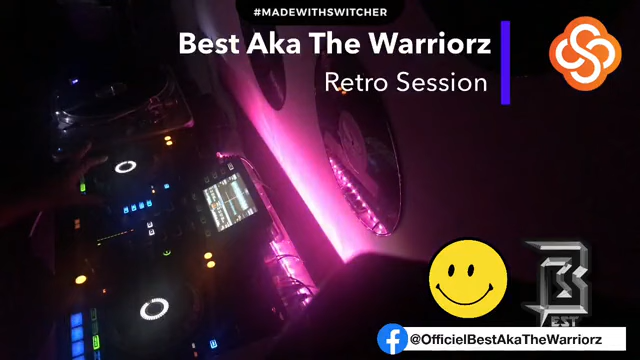 #MADEWITHSWITCHER
Best Aka The Warriorz
Retro Session
B
EST
@OfficielBestAkaTheWarriorz